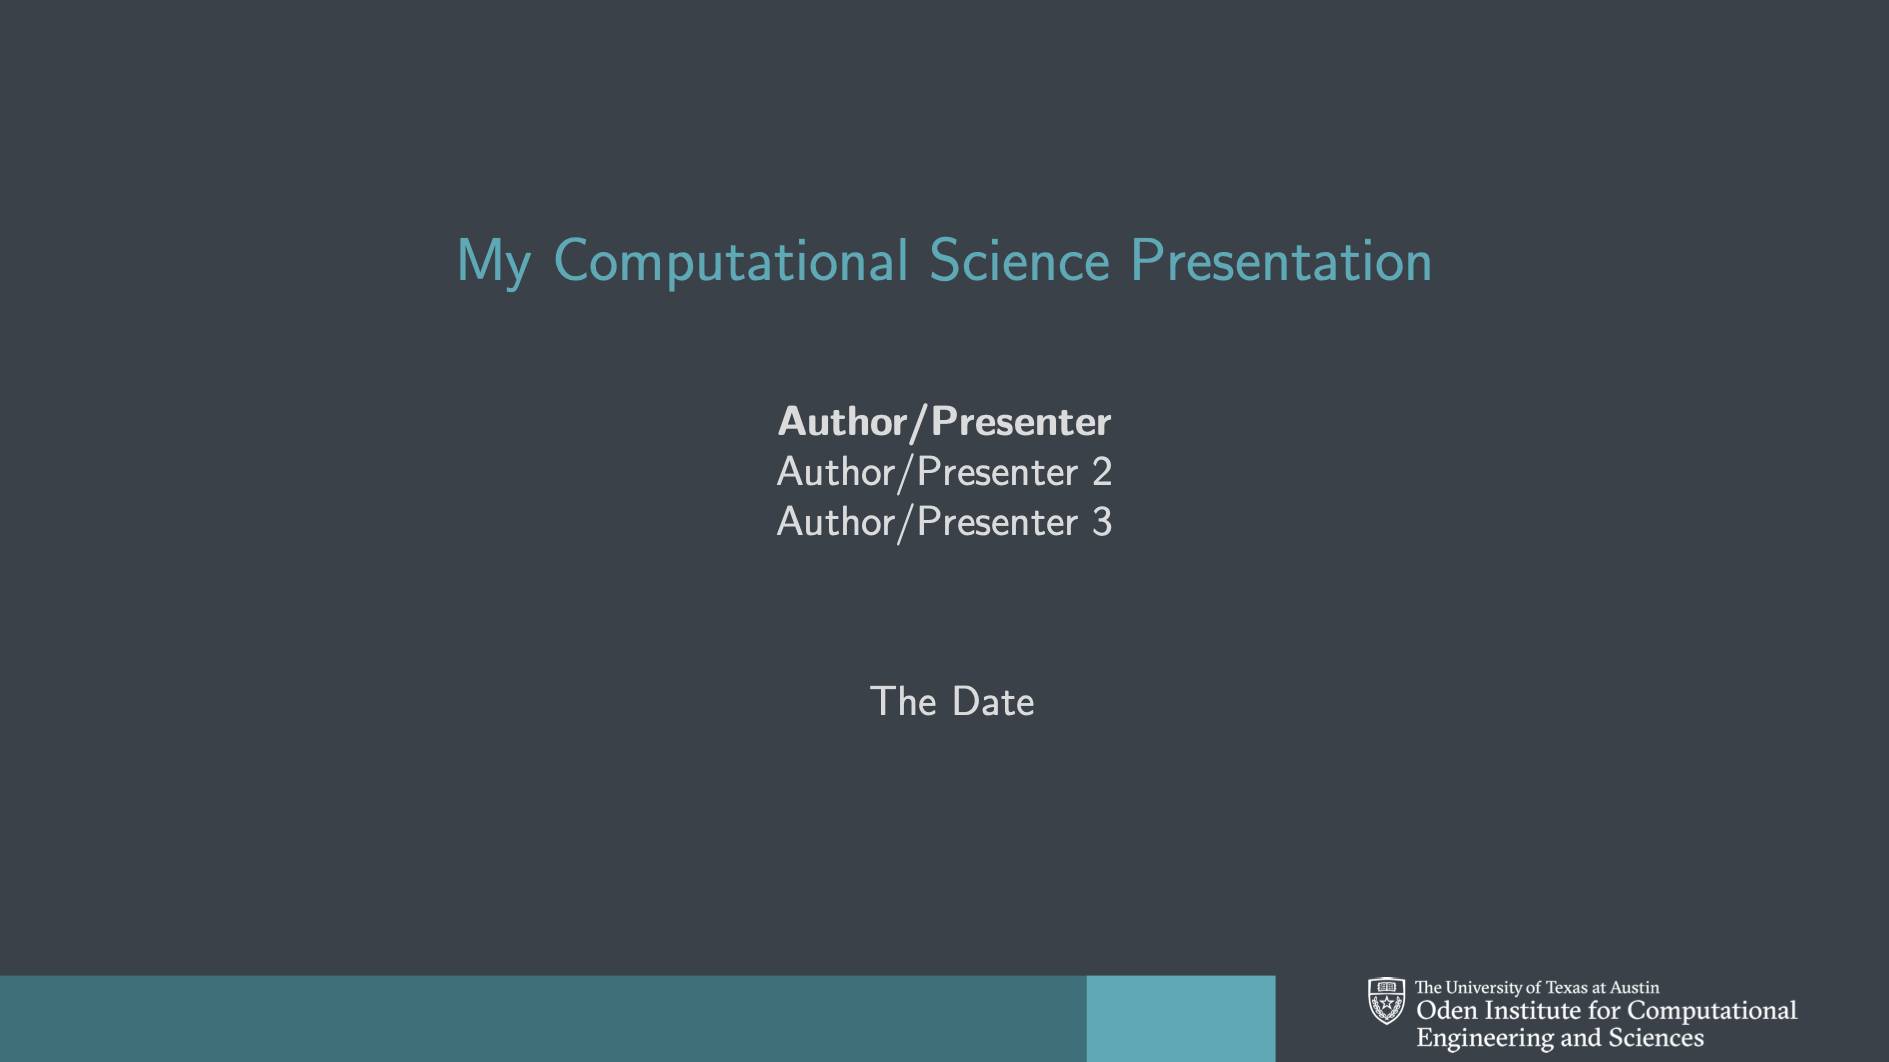 My Computational Science Presentation
Author/Presenter
Author/Presenter 2
Author/Presenter 3
The Date
The University of Texas at Austin
Oden Institute for Computational
Engineering and Sciences